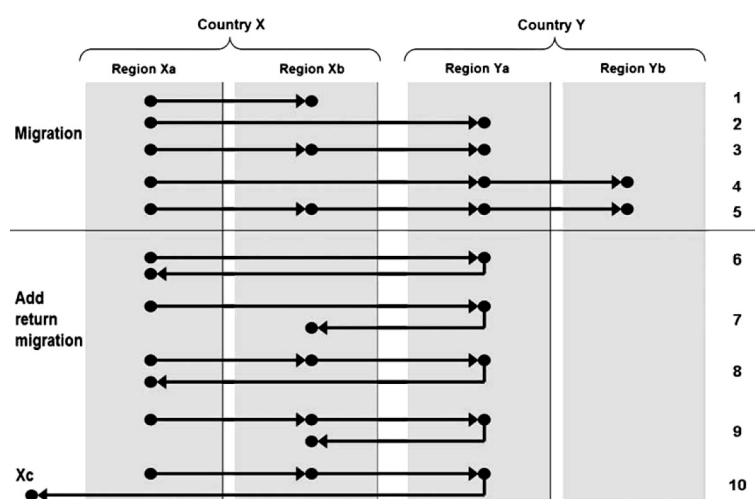 Country X Country Y
Region Xa Region Xb Region Ya Region Yb
1
Migration
2
3
4
5
6
Add
return
migration
7
8
9
Xc
10